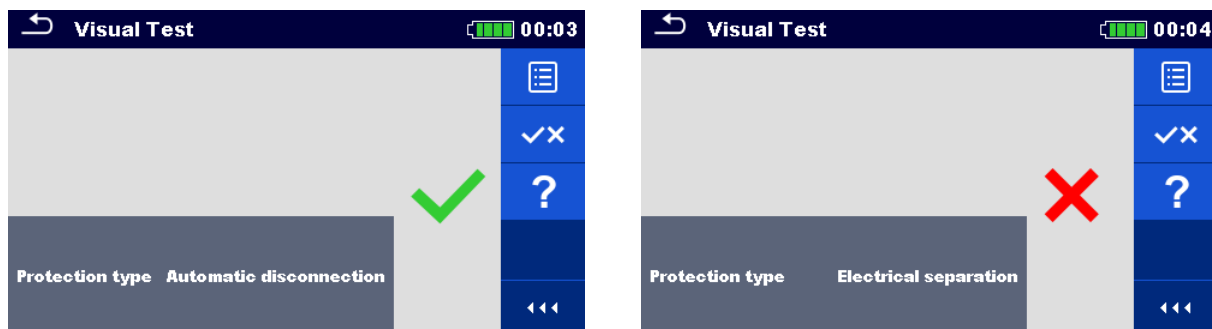 Visual Test 00:03
?
Protection type Automatic disconnection
Visual Test 00:04
?
Protection type Electrical separation